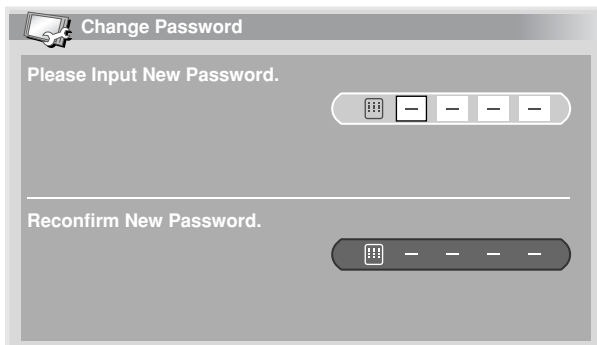 Change Password
Please Input New Password.
– – – –
Reconfirm New Password.
– – – –